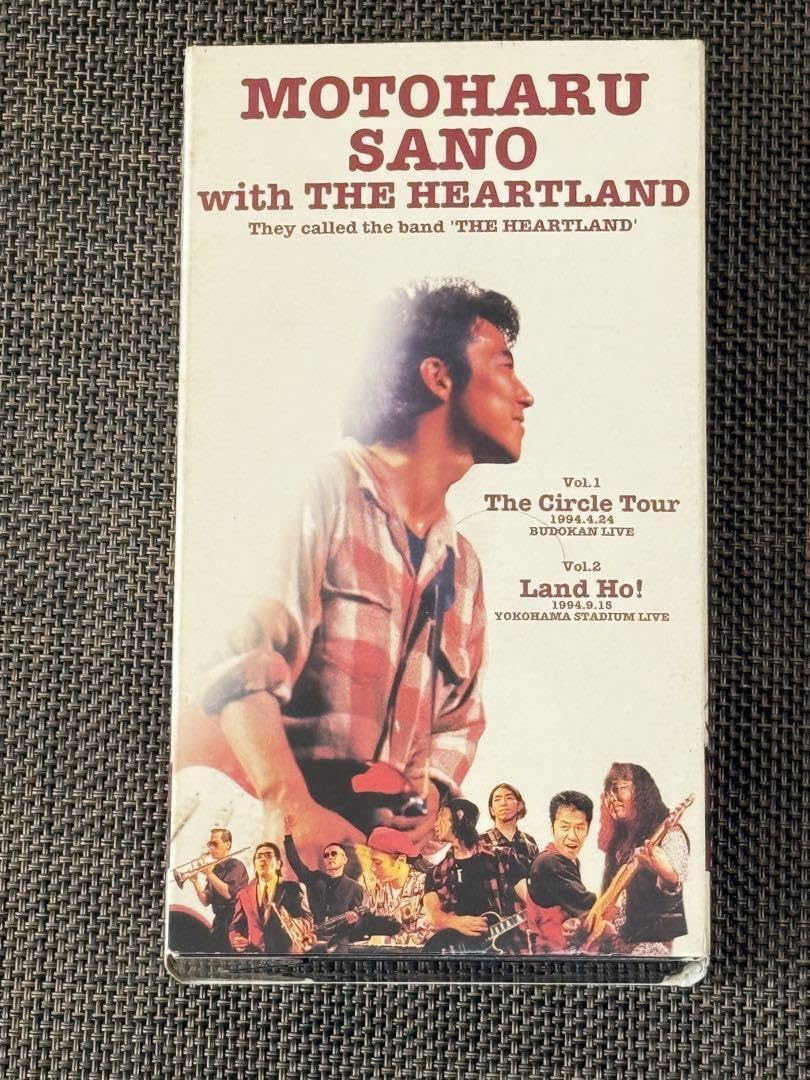 MOTOHARU
SANO
with THE HEARTLAND
They called the band 'THE HEARTLAND'
Vol.1
The Circle Tour
1994.4.24
BUDOKAN LIVE
Vol.2
Land Ho!
1994.9.15
YOKOHAMA STADIUM LIVE